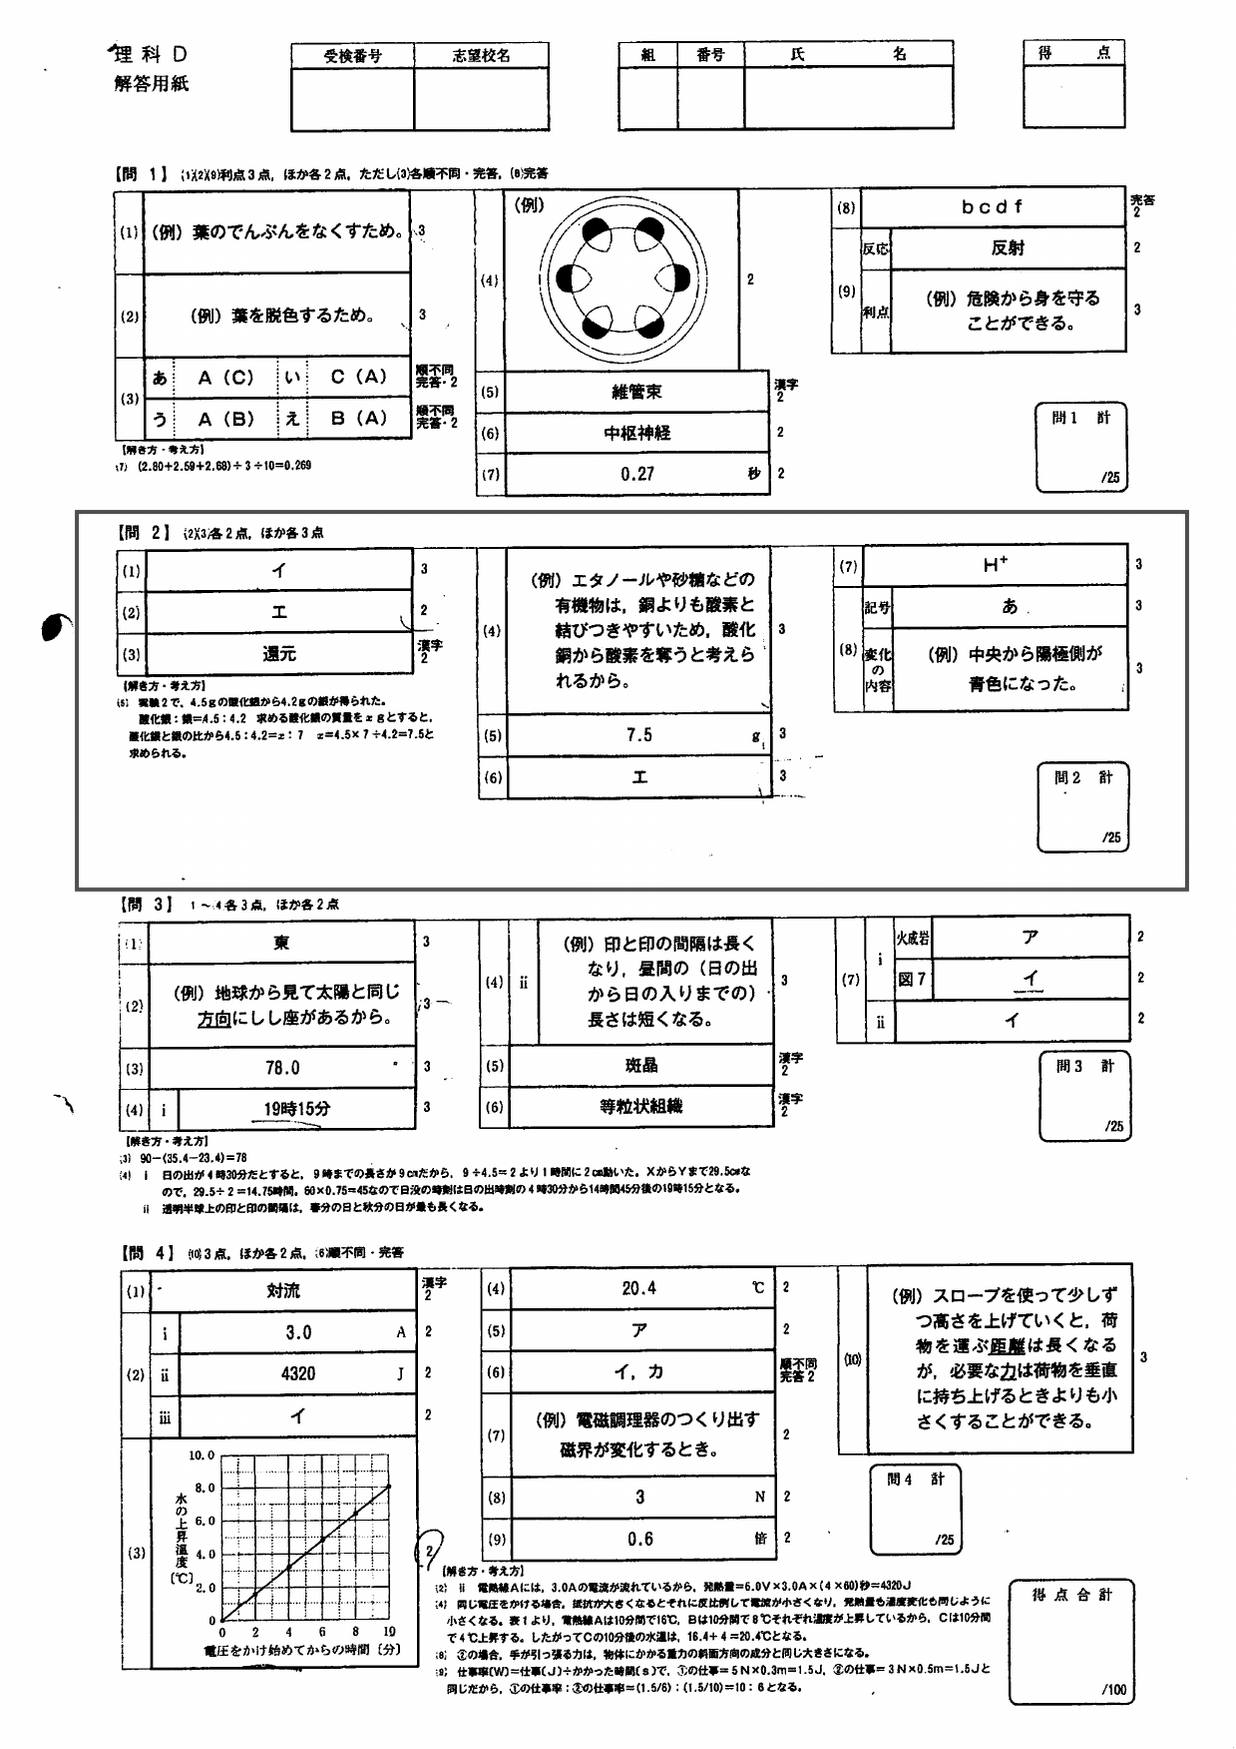 理科D
解答用紙
受検番号 志望校名
組 番号 氏 名
得 点
【問 1】 (1)(2)(9)利点3点，ほか各2点，ただし(3)各順不同・完答，(8)完答
(1) (例) 葉のでんぷんをなくすため。 3
(2) (例) 葉を脱色するため。 3
(3) あ A (C) い C (A) 順不同 完答・2
う A (B) え B (A) 順不同 完答・2
【解き方・考え方】
(7) (2.80+2.59+2.68)÷3÷10=0.269
(4) (例) 2
(5) 維管束 漢字 2
(6) 中枢神経 2
(7) 0.27 秒 2
(8) b c d f 完答 2
(9) 反応 反射 2
利点 (例) 危険から身を守る
ことができる。 3
問1 計
/25
【問 2】 (2)(3)各2点，ほか各3点
(1) イ 3
(2) エ 2
(3) 還元 漢字 2
【解き方・考え方】
(5) 実験2で，4.5gの酸化銀から4.2gの銀が得られた。
酸化銀：銀=4.5：4.2 求める酸化銀の質量をxgとすると，
酸化銀と銀の比から4.5：4.2=x：7 x=4.5×7÷4.2=7.5と
求められる。
(4) (例) エタノールや砂糖などの
有機物は，銅よりも酸素と
結びつきやすいため，酸化
銅から酸素を奪うと考えら
れるから。 3
(5) 7.5 g 3
(6) エ 3
(7) H⁺ 3
(8) 記号 あ 3
変化の内容 (例) 中央から陽極側が
青色になった。 3
問2 計
/25
【問 3】 1～4各3点，ほか各2点
(1) 東 3
(2) (例) 地球から見て太陽と同じ
方向にしし座があるから。 3
(3) 78.0 ° 3
(4) i 19時15分 3
【解き方・考え方】
(3) 90−(35.4−23.4)=78
(4) i 日の出が4時30分だとすると，9時までの長さが9cmだから，9÷4.5=2より1時間に2cm動いた。XからYまで29.5cmな
ので，29.5÷2=14.75時間。60×0.75=45なので日没の時刻は日の出時刻の4時30分から14時間45分後の19時15分となる。
ii 透明半球上の印と印の間隔は，春分の日と秋分の日が最も長くなる。
(4) ii (例) 印と印の間隔は長く
なり，昼間の（日の出
から日の入りまでの）
長さは短くなる。 3
(5) 斑晶 漢字 2
(6) 等粒状組織 漢字 2
(7) i 火成岩 ア 2
図7 イ 2
ii イ 2
問3 計
/25
【問 4】 (10)3点，ほか各2点，(6)順不同・完答
(1) 対流 漢字 2
(2) i 3.0 A 2
ii 4320 J 2
iii イ 2
(3) 水の上昇温度〔℃〕 2
10.0
8.0
6.0
4.0
2.0
0
0 2 4 6 8 10
電圧をかけ始めてからの時間〔分〕
(4) 20.4 ℃ 2
(5) ア 2
(6) イ，カ 順不同 完答2
(7) (例) 電磁調理器のつくり出す
磁界が変化するとき。 2
(8) 3 N 2
(9) 0.6 倍 2
(10) (例) スロープを使って少しず
つ高さを上げていくと，荷
物を運ぶ距離は長くなる
が，必要な力は荷物を垂直
に持ち上げるときよりも小
さくすることができる。 3
問4 計
/25
【解き方・考え方】
(2) ii 電熱線Aには，3.0Aの電流が流れているから，発熱量=6.0V×3.0A×(4×60)秒=4320J
(4) 同じ電圧をかける場合，抵抗が大きくなるとそれに反比例して電流が小さくなり，発熱量も温度変化も同じように
小さくなる。表1より，電熱線Aは10分間で16℃，Bは10分間で8℃それぞれ温度が上昇しているから，Cは10分間
で4℃上昇する。したがってCの10分後の水温は，16.4+4=20.4℃となる。
(8) ②の場合，手が引っ張る力は，物体にかかる重力の斜面方向の成分と同じ大きさになる。
(9) 仕事率(W)=仕事(J)÷かかった時間(s)で，①の仕事=5N×0.3m=1.5J，②の仕事=3N×0.5m=1.5Jと
同じだから，①の仕事率：②の仕事率=(1.5/6)：(1.5/10)=10：6となる。
得点合計
/100